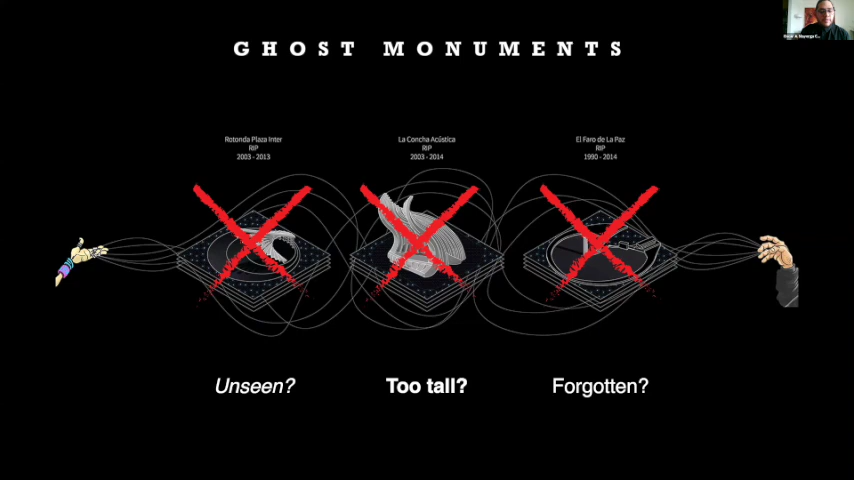 GHOST MONUMENTS
Rotonda Plaza Inter
RIP
2003 - 2013
La Concha Acústica
RIP
2003 - 2014
El Faro de La Paz
RIP
1990 - 2014
Unseen?
Too tall?
Forgotten?